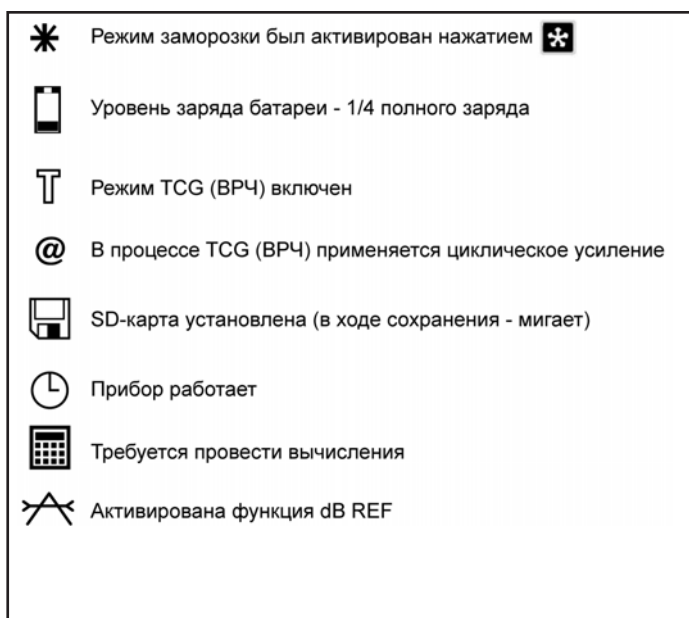 Режим заморозки был активирован нажатием
Уровень заряда батареи - 1/4 полного заряда
T Режим TCG (ВРЧ) включен
@ В процессе TCG (ВРЧ) применяется циклическое усиление
SD-карта установлена (в ходе сохранения - мигает)
Прибор работает
Требуется провести вычисления
Активирована функция dB REF